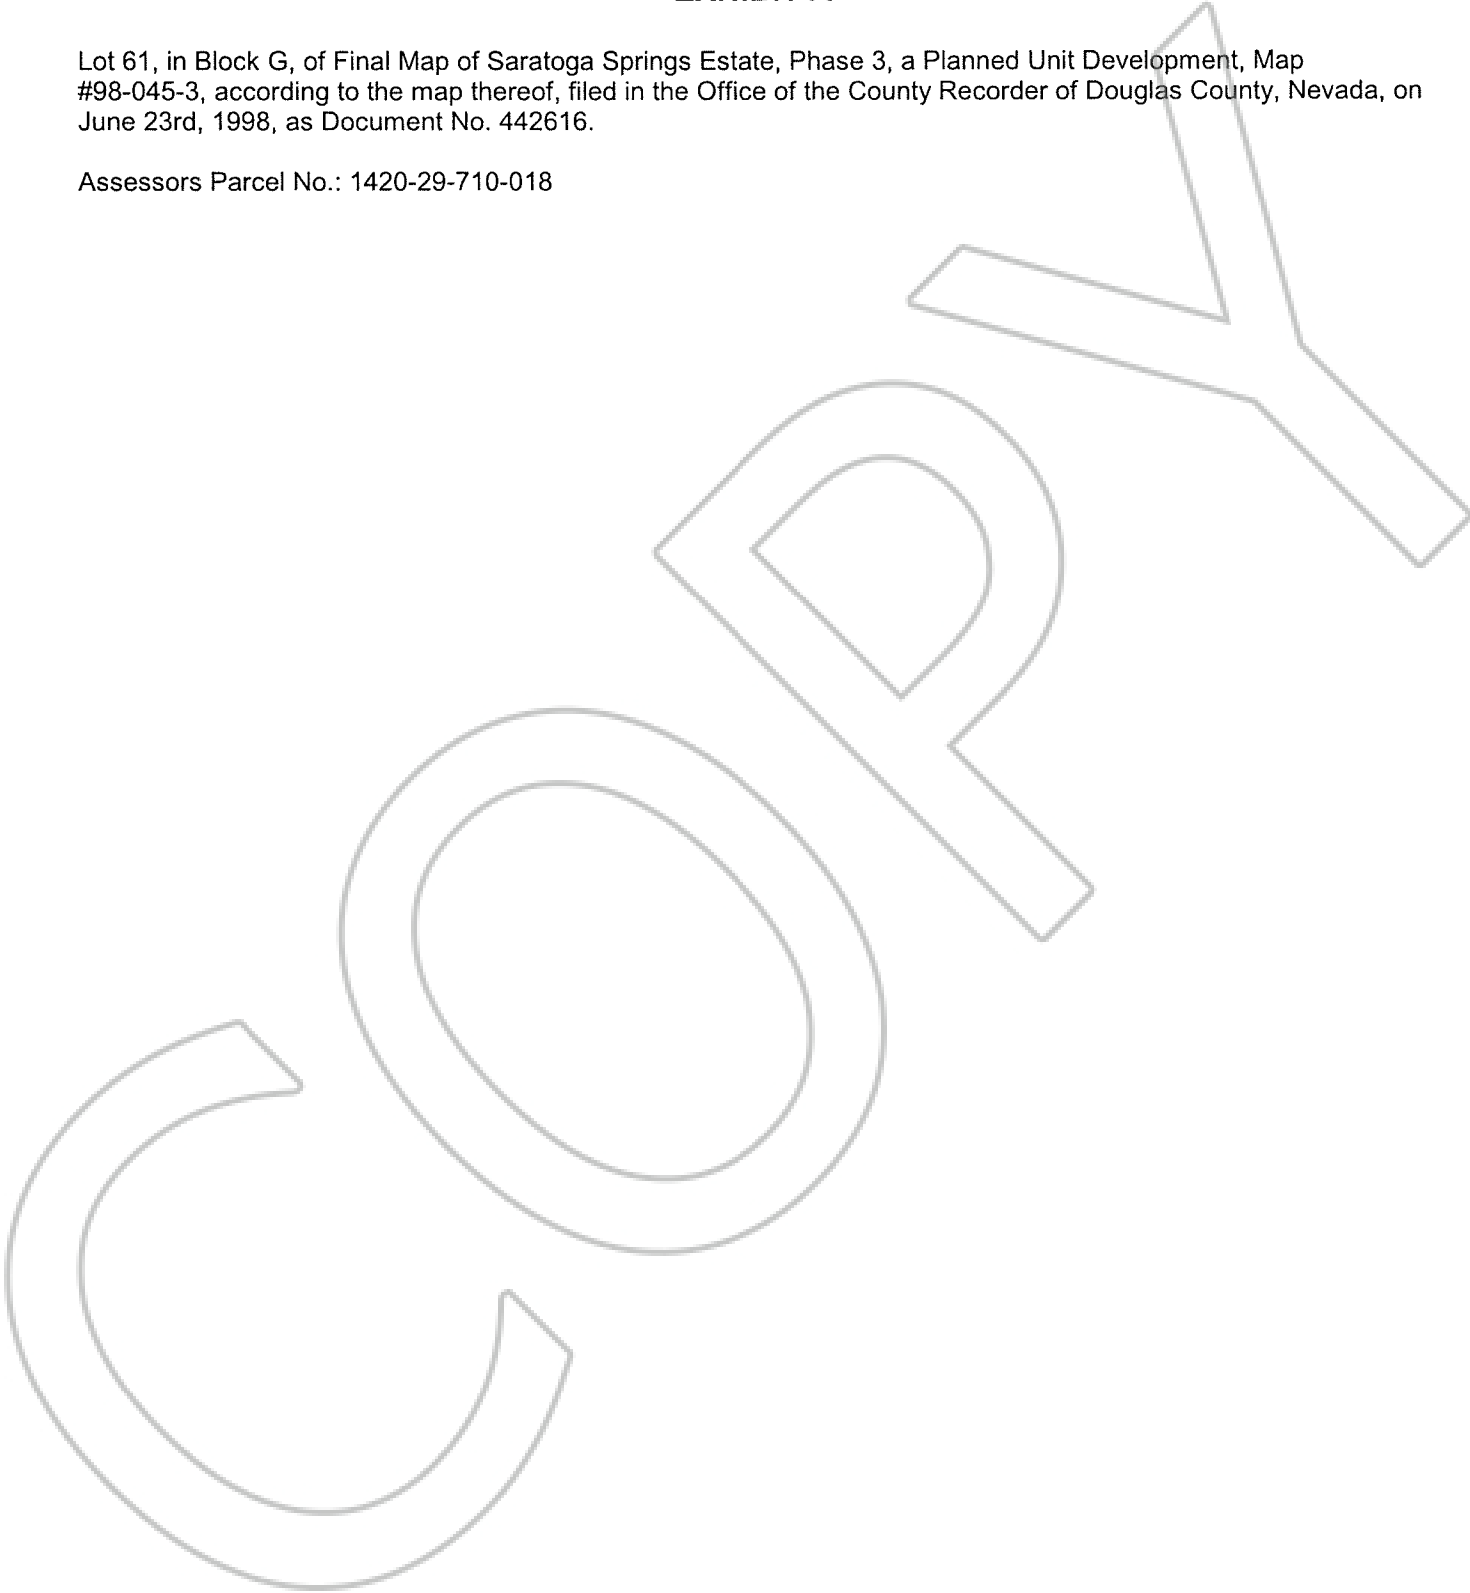 Lot 61, in Block G, of Final Map of Saratoga Springs Estate, Phase 3, a Planned Unit Development, Map
#98-045-3, according to the map thereof, filed in the Office of the County Recorder of Douglas County, Nevada, on
June 23rd, 1998, as Document No. 442616.
Assessors Parcel No.: 1420-29-710-018
COPY